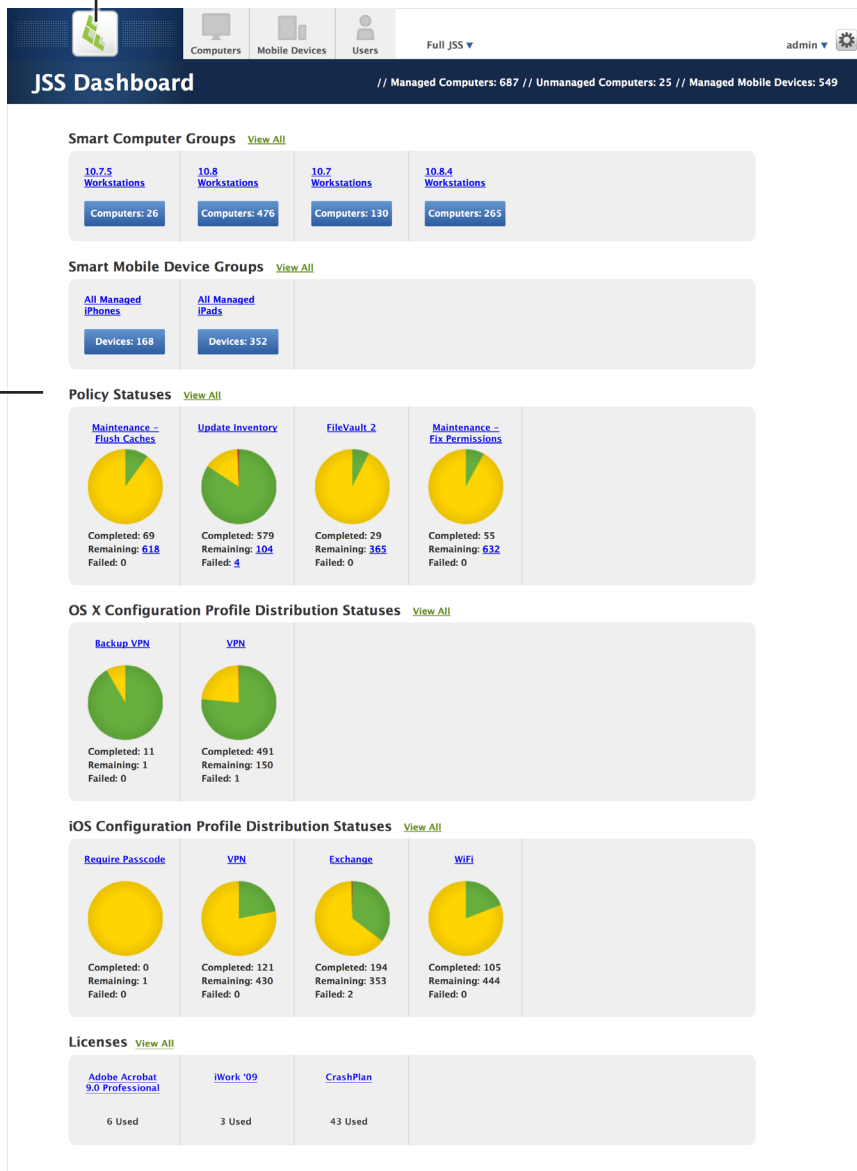 Computers Mobile Devices Users Full JSS ▼ admin ▼
JSS Dashboard // Managed Computers: 687 // Unmanaged Computers: 25 // Managed Mobile Devices: 549
Smart Computer Groups View All
10.7.5
Workstations
Computers: 26
10.8
Workstations
Computers: 476
10.7
Workstations
Computers: 130
10.8.4
Workstations
Computers: 265
Smart Mobile Device Groups View All
All Managed
iPhones
Devices: 168
All Managed
iPads
Devices: 352
Policy Statuses View All
Maintenance –
Flush Caches
Completed: 69
Remaining: 618
Failed: 0
Update Inventory
Completed: 579
Remaining: 104
Failed: 4
FileVault 2
Completed: 29
Remaining: 365
Failed: 0
Maintenance –
Fix Permissions
Completed: 55
Remaining: 632
Failed: 0
OS X Configuration Profile Distribution Statuses View All
Backup VPN
Completed: 11
Remaining: 1
Failed: 0
VPN
Completed: 491
Remaining: 150
Failed: 1
iOS Configuration Profile Distribution Statuses View All
Require Passcode
Completed: 0
Remaining: 1
Failed: 0
VPN
Completed: 121
Remaining: 430
Failed: 0
Exchange
Completed: 194
Remaining: 353
Failed: 2
WiFi
Completed: 105
Remaining: 444
Failed: 0
Licenses View All
Adobe Acrobat
9.0 Professional
6 Used
iWork '09
3 Used
CrashPlan
43 Used